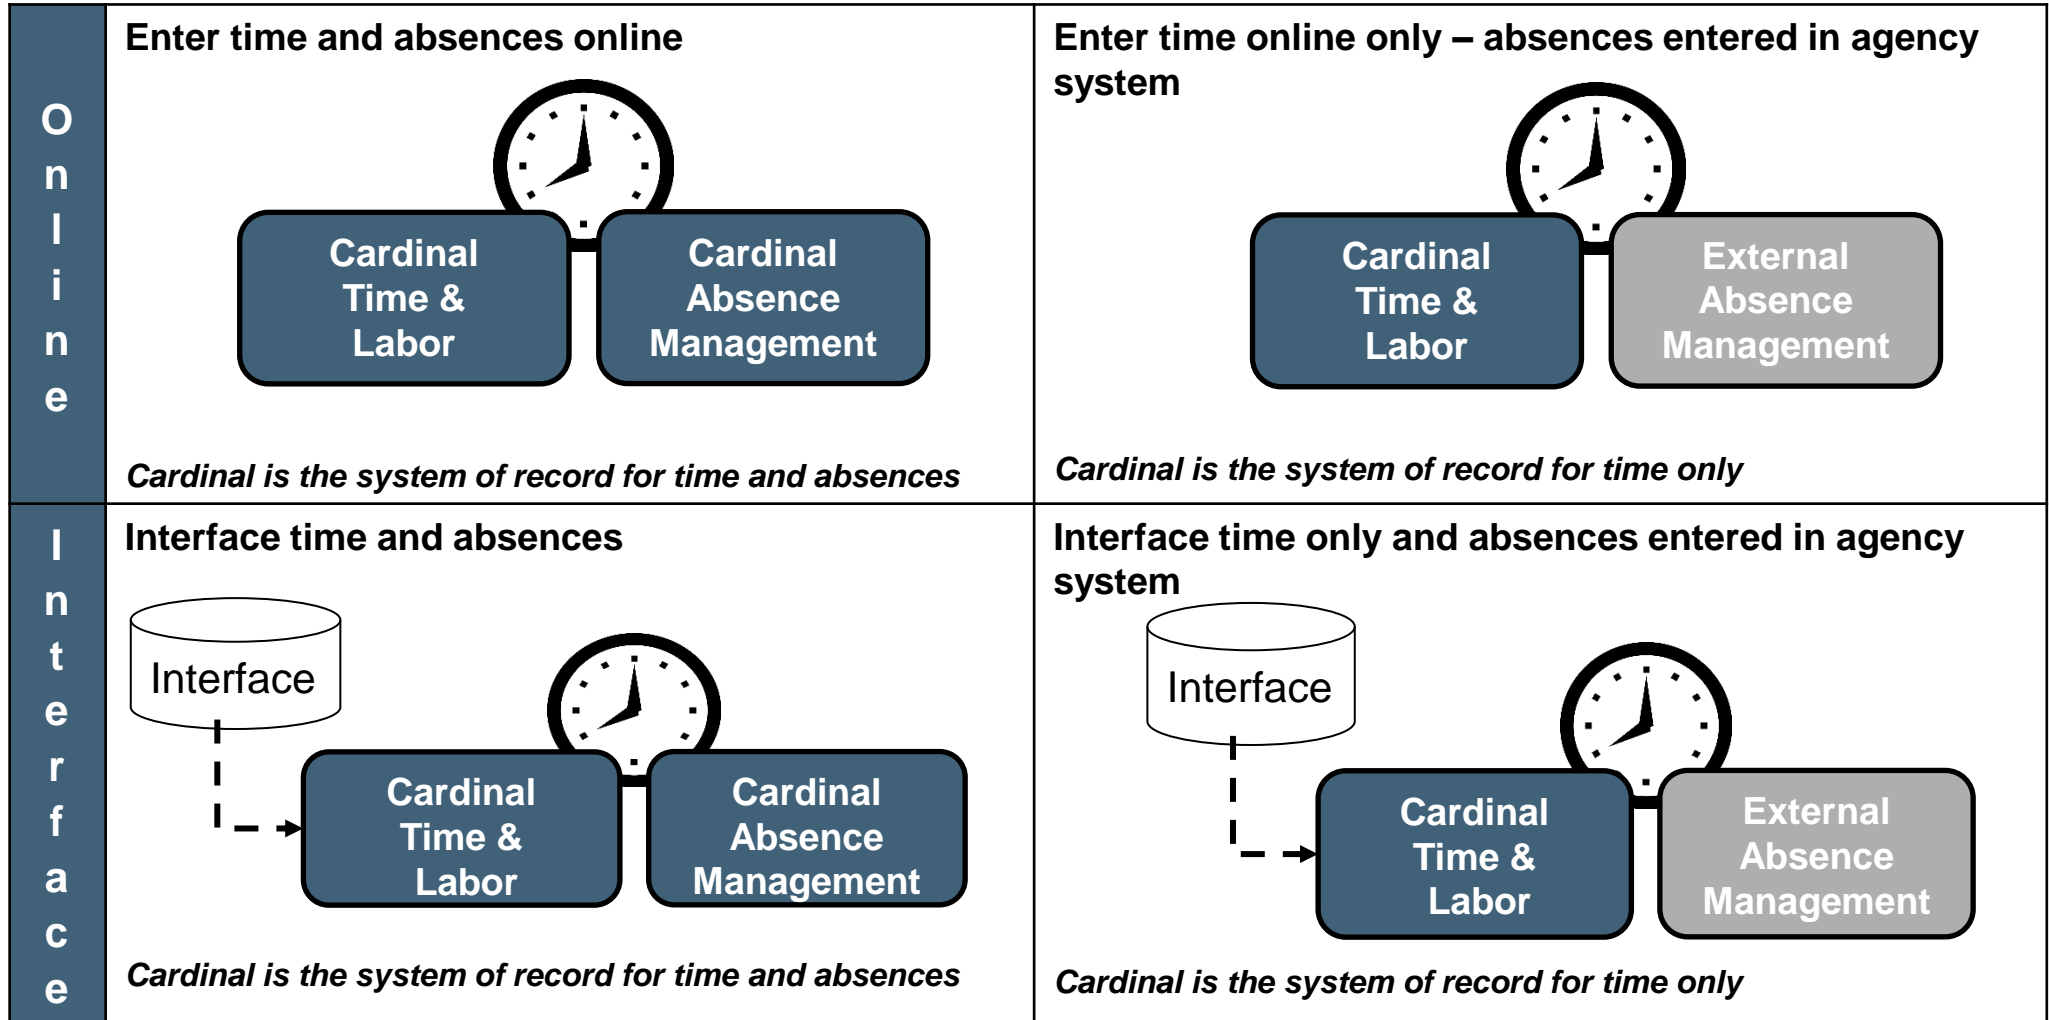 Online
Enter time and absences online
Cardinal
Time &
Labor
Cardinal
Absence
Management
Cardinal is the system of record for time and absences
Enter time online only – absences entered in agency
system
Cardinal
Time &
Labor
External
Absence
Management
Cardinal is the system of record for time only
Interface
Interface time and absences
Interface
Cardinal
Time &
Labor
Cardinal
Absence
Management
Cardinal is the system of record for time and absences
Interface time only and absences entered in agency
system
Interface
Cardinal
Time &
Labor
External
Absence
Management
Cardinal is the system of record for time only